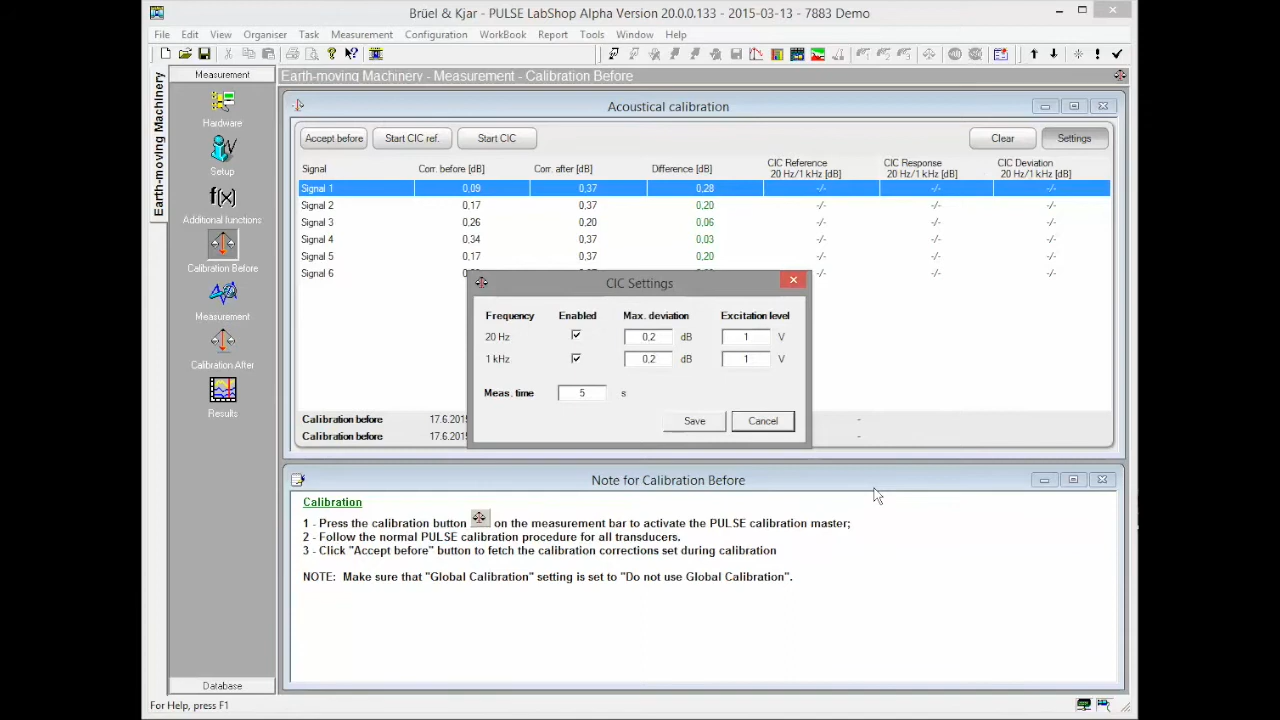 Brüel & Kjar - PULSE LabShop Alpha Version 20.0.0.133 - 2015-03-13 - 7883 Demo
File Edit View Organiser Task Measurement Configuration WorkBook Report Tools Window Help
Earth-moving Machinery
Measurement
Earth-moving Machinery - Measurement - Calibration Before
Hardware
Setup
f(x)
Additional functions
Calibration Before
Measurement
Calibration After
Results
Database
Acoustical calibration
Accept before Start CIC ref. Start CIC Clear Settings
Signal Corr. before [dB] Corr. after [dB] Difference [dB] CIC Reference 20 Hz/1 kHz [dB] CIC Response 20 Hz/1 kHz [dB] CIC Deviation 20 Hz/1 kHz [dB]
Signal 1 0,09 0,37 0,28 -/- -/- -/-
Signal 2 0,17 0,37 0,20 -/- -/- -/-
Signal 3 0,26 0,20 0,06 -/- -/- -/-
Signal 4 0,34 0,37 0,03 -/- -/- -/-
Signal 5 0,17 0,37 0,20 -/- -/- -/-
Signal 6 -/- -/- -/-
CIC Settings
Frequency Enabled Max. deviation Excitation level
20 Hz 0,2 dB 1 V
1 kHz 0,2 dB 1 V
Meas. time 5 s
Save Cancel
Calibration before 17.6.2015 -
Calibration before 17.6.2015 -
Note for Calibration Before
Calibration
1 - Press the calibration button on the measurement bar to activate the PULSE calibration master;
2 - Follow the normal PULSE calibration procedure for all transducers.
3 - Click "Accept before" button to fetch the calibration corrections set during calibration
NOTE: Make sure that "Global Calibration" setting is set to "Do not use Global Calibration".
For Help, press F1